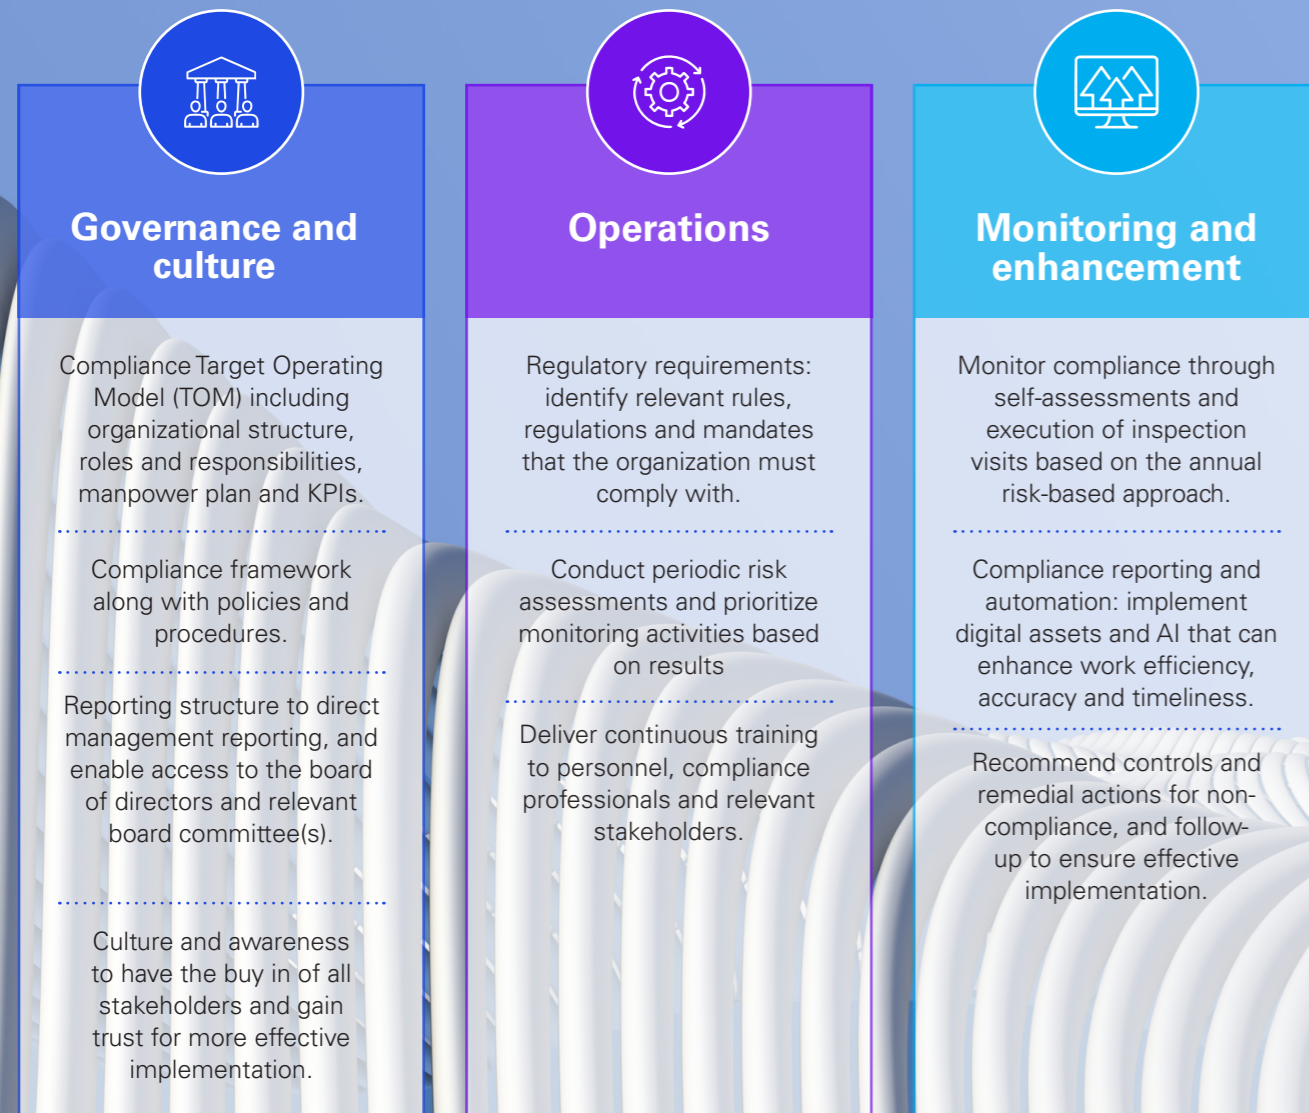 Governance and
culture
Compliance Target Operating
Model (TOM) including
organizational structure,
roles and responsibilities,
manpower plan and KPIs.
Compliance framework
along with policies and
procedures.
Reporting structure to direct
management reporting, and
enable access to the board
of directors and relevant
board committee(s).
Culture and awareness
to have the buy in of all
stakeholders and gain
trust for more effective
implementation.
Operations
Regulatory requirements:
identify relevant rules,
regulations and mandates
that the organization must
comply with.
Conduct periodic risk
assessments and prioritize
monitoring activities based
on results
Deliver continuous training
to personnel, compliance
professionals and relevant
stakeholders.
Monitoring and
enhancement
Monitor compliance through
self-assessments and
execution of inspection
visits based on the annual
risk-based approach.
Compliance reporting and
automation: implement
digital assets and AI that can
enhance work efficiency,
accuracy and timeliness.
Recommend controls and
remedial actions for non-
compliance, and follow-
up to ensure effective
implementation.